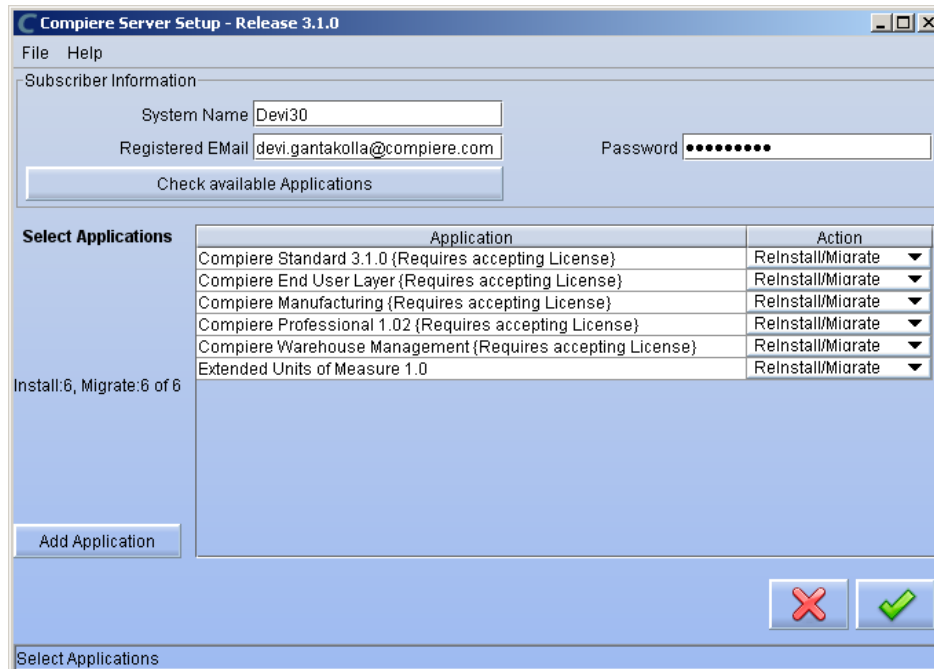 Compiere Server Setup - Release 3.1.0
File Help
Subscriber Information
System Name Devi30
Registered EMail devi.gantakolla@compiere.com Password •••••••••
Check available Applications
Select Applications
Application Action
Compiere Standard 3.1.0 {Requires accepting License} ReInstall/Migrate
Compiere End User Layer {Requires accepting License} ReInstall/Migrate
Compiere Manufacturing {Requires accepting License} ReInstall/Migrate
Compiere Professional 1.02 {Requires accepting License} ReInstall/Migrate
Compiere Warehouse Management {Requires accepting License} ReInstall/Migrate
Extended Units of Measure 1.0 ReInstall/Migrate
Install:6, Migrate:6 of 6
Add Application
Select Applications